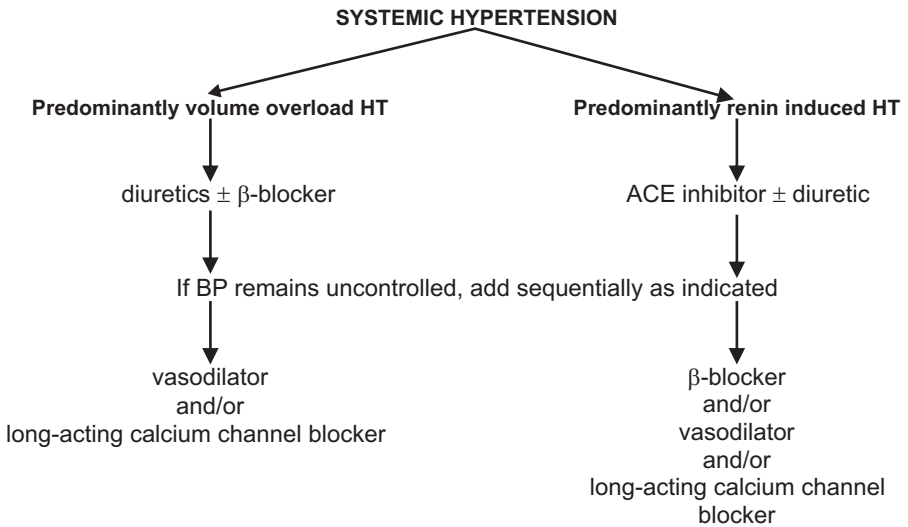 SYSTEMIC HYPERTENSION
Predominantly volume overload HT
Predominantly renin induced HT
diuretics ± β-blocker
ACE inhibitor ± diuretic
If BP remains uncontrolled, add sequentially as indicated
vasodilator
and/or
long-acting calcium channel blocker
β-blocker
and/or
vasodilator
and/or
long-acting calcium channel
blocker